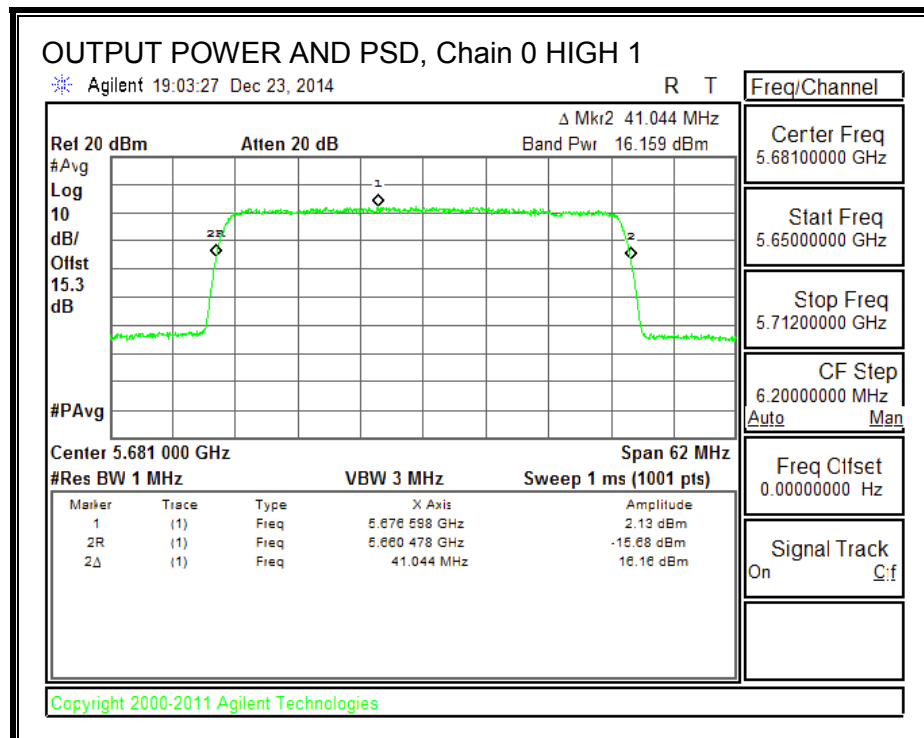 OUTPUT POWER AND PSD, Chain 0 HIGH 1
Agilent 19:03:27 Dec 23, 2014 R T
Δ Mkr2 41.044 MHz
Ref 20 dBm Atten 20 dB Band Pwr 16.159 dBm
#Avg
Log
10
dB/
Offst
15.3
dB
#PAvg
1
2R
2
Center 5.681 000 GHz Span 62 MHz
#Res BW 1 MHz VBW 3 MHz Sweep 1 ms (1001 pts)
Marker Trace Type X Axis Amplitude
1 (1) Freq 5.676 598 GHz 2.13 dBm
2R (1) Freq 5.660 478 GHz -15.68 dBm
2Δ (1) Freq 41.044 MHz 16.16 dBm
Copyright 2000-2011 Agilent Technologies
Freq/Channel
Center Freq
5.68100000 GHz
Start Freq
5.65000000 GHz
Stop Freq
5.71200000 GHz
CF Step
6.20000000 MHz
Auto Man
Freq Offset
0.00000000 Hz
Signal Track
On Off